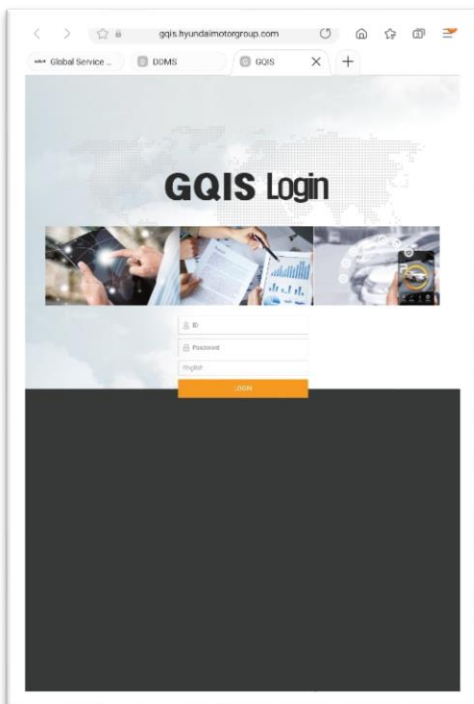 gqis.hyundaimotorgroup.com
Global Service ...
DDMS
GQIS
GQIS Login
ID
Password
English
LOGIN